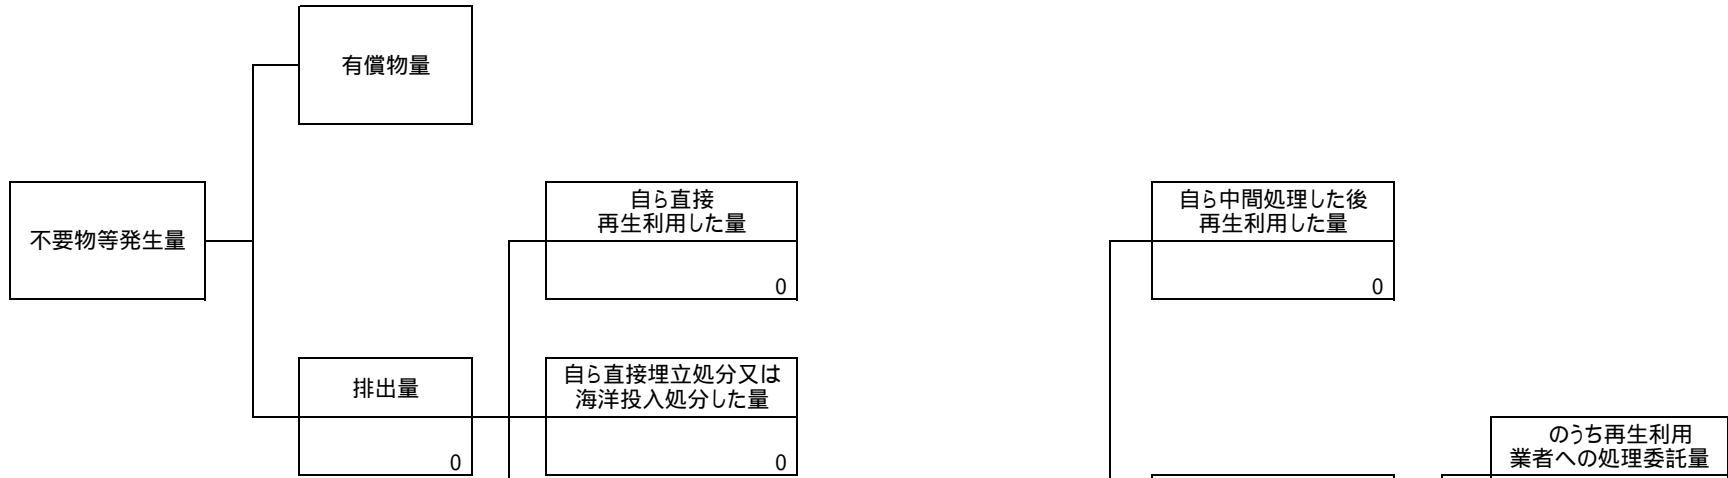 有償物量
不要物等発生量
自ら直接
再生利用した量
0
自ら中間処理した後
再生利用した量
0
排出量
0
自ら直接埋立処分又は
海洋投入処分した量
0
のうち再生利用
業者への処理委託量